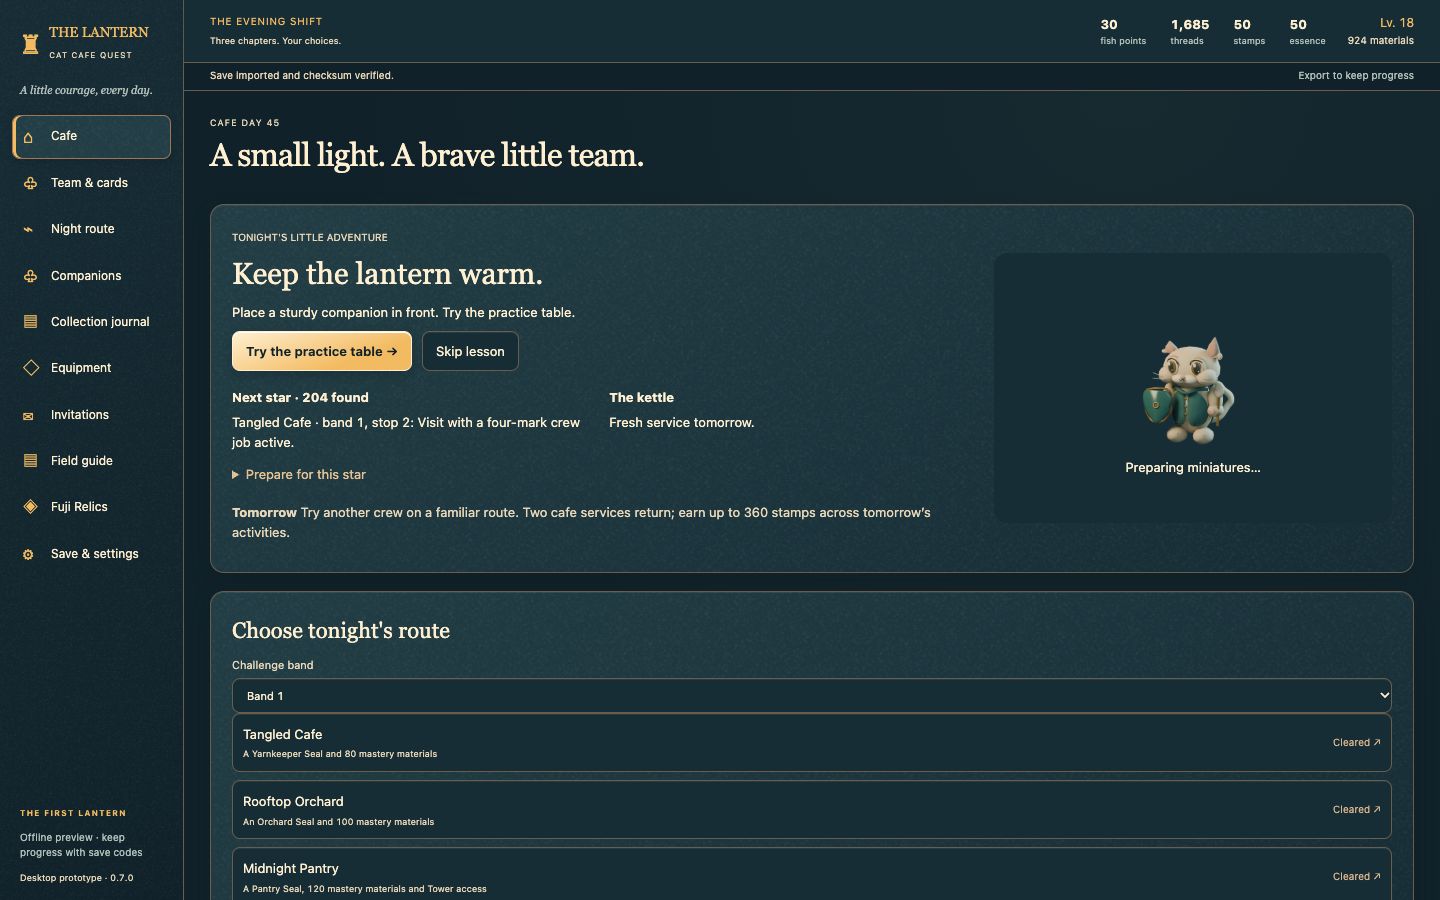 THE LANTERN
CAT CAFE QUEST
A little courage, every day.
Cafe
Team & cards
Night route
Companions
Collection journal
Equipment
Invitations
Field guide
Fuji Relics
Save & settings
THE FIRST LANTERN
Offline preview · keep
progress with save codes
Desktop prototype · 0.7.0
THE EVENING SHIFT
Three chapters. Your choices.
30
fish points
1,685
threads
50
stamps
50
essence
Lv. 18
924 materials
Save imported and checksum verified.
Export to keep progress
CAFE DAY 45
A small light. A brave little team.
TONIGHT'S LITTLE ADVENTURE
Keep the lantern warm.
Place a sturdy companion in front. Try the practice table.
Try the practice table →
Skip lesson
Next star · 204 found
Tangled Cafe · band 1, stop 2: Visit with a four-mark crew
job active.
The kettle
Fresh service tomorrow.
▶ Prepare for this star
Tomorrow Try another crew on a familiar route. Two cafe services return; earn up to 360 stamps across tomorrow's
activities.
Preparing miniatures…
Choose tonight's route
Challenge band
Band 1
Tangled Cafe
A Yarnkeeper Seal and 80 mastery materials
Cleared ↗
Rooftop Orchard
An Orchard Seal and 100 mastery materials
Cleared ↗
Midnight Pantry
A Pantry Seal, 120 mastery materials and Tower access
Cleared ↗